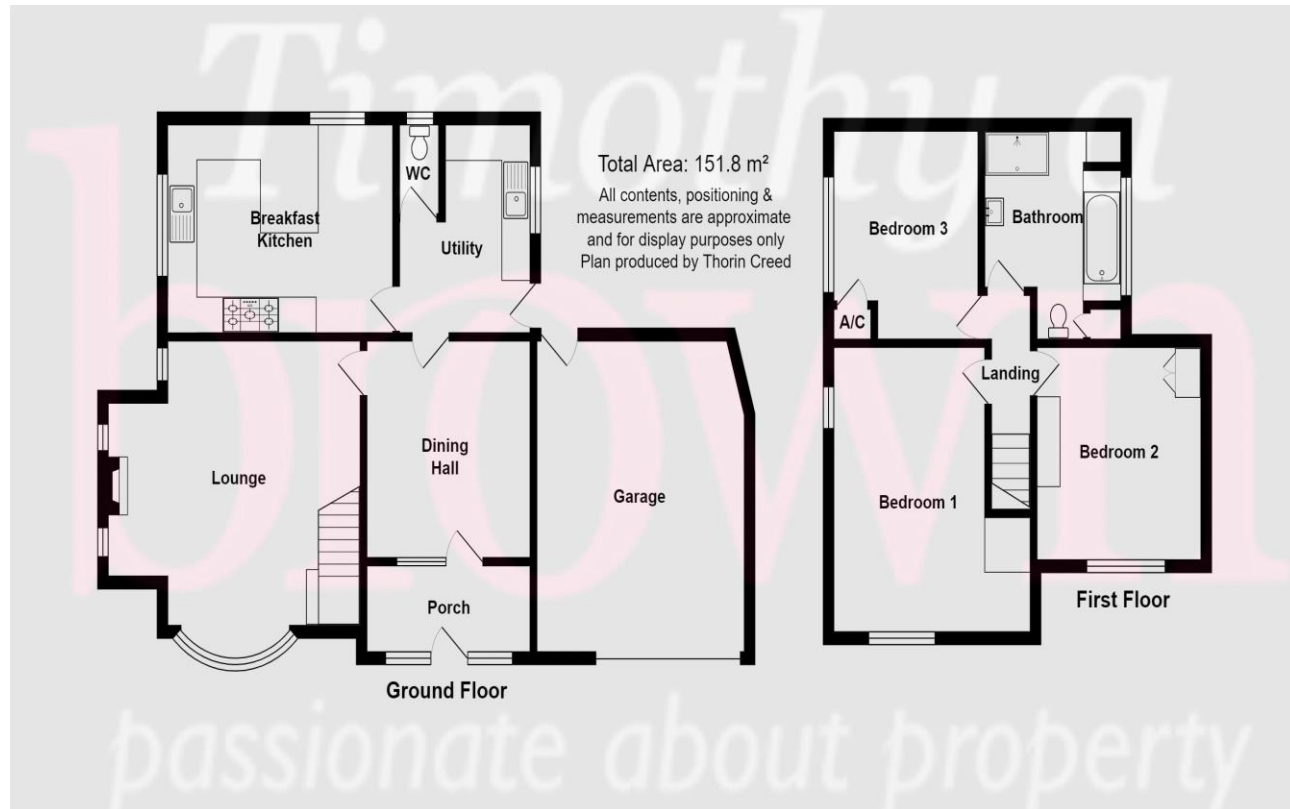 Timothy a
brown
passionate about property
Total Area: 151.8 m²
All contents, positioning &
measurements are approximate
and for display purposes only
Plan produced by Thorin Creed
Breakfast
Kitchen
WC
Utility
Lounge
Dining
Hall
Garage
Porch
Ground Floor
Bedroom 3
Bathroom
A/C
Landing
Bedroom 1
Bedroom 2
First Floor